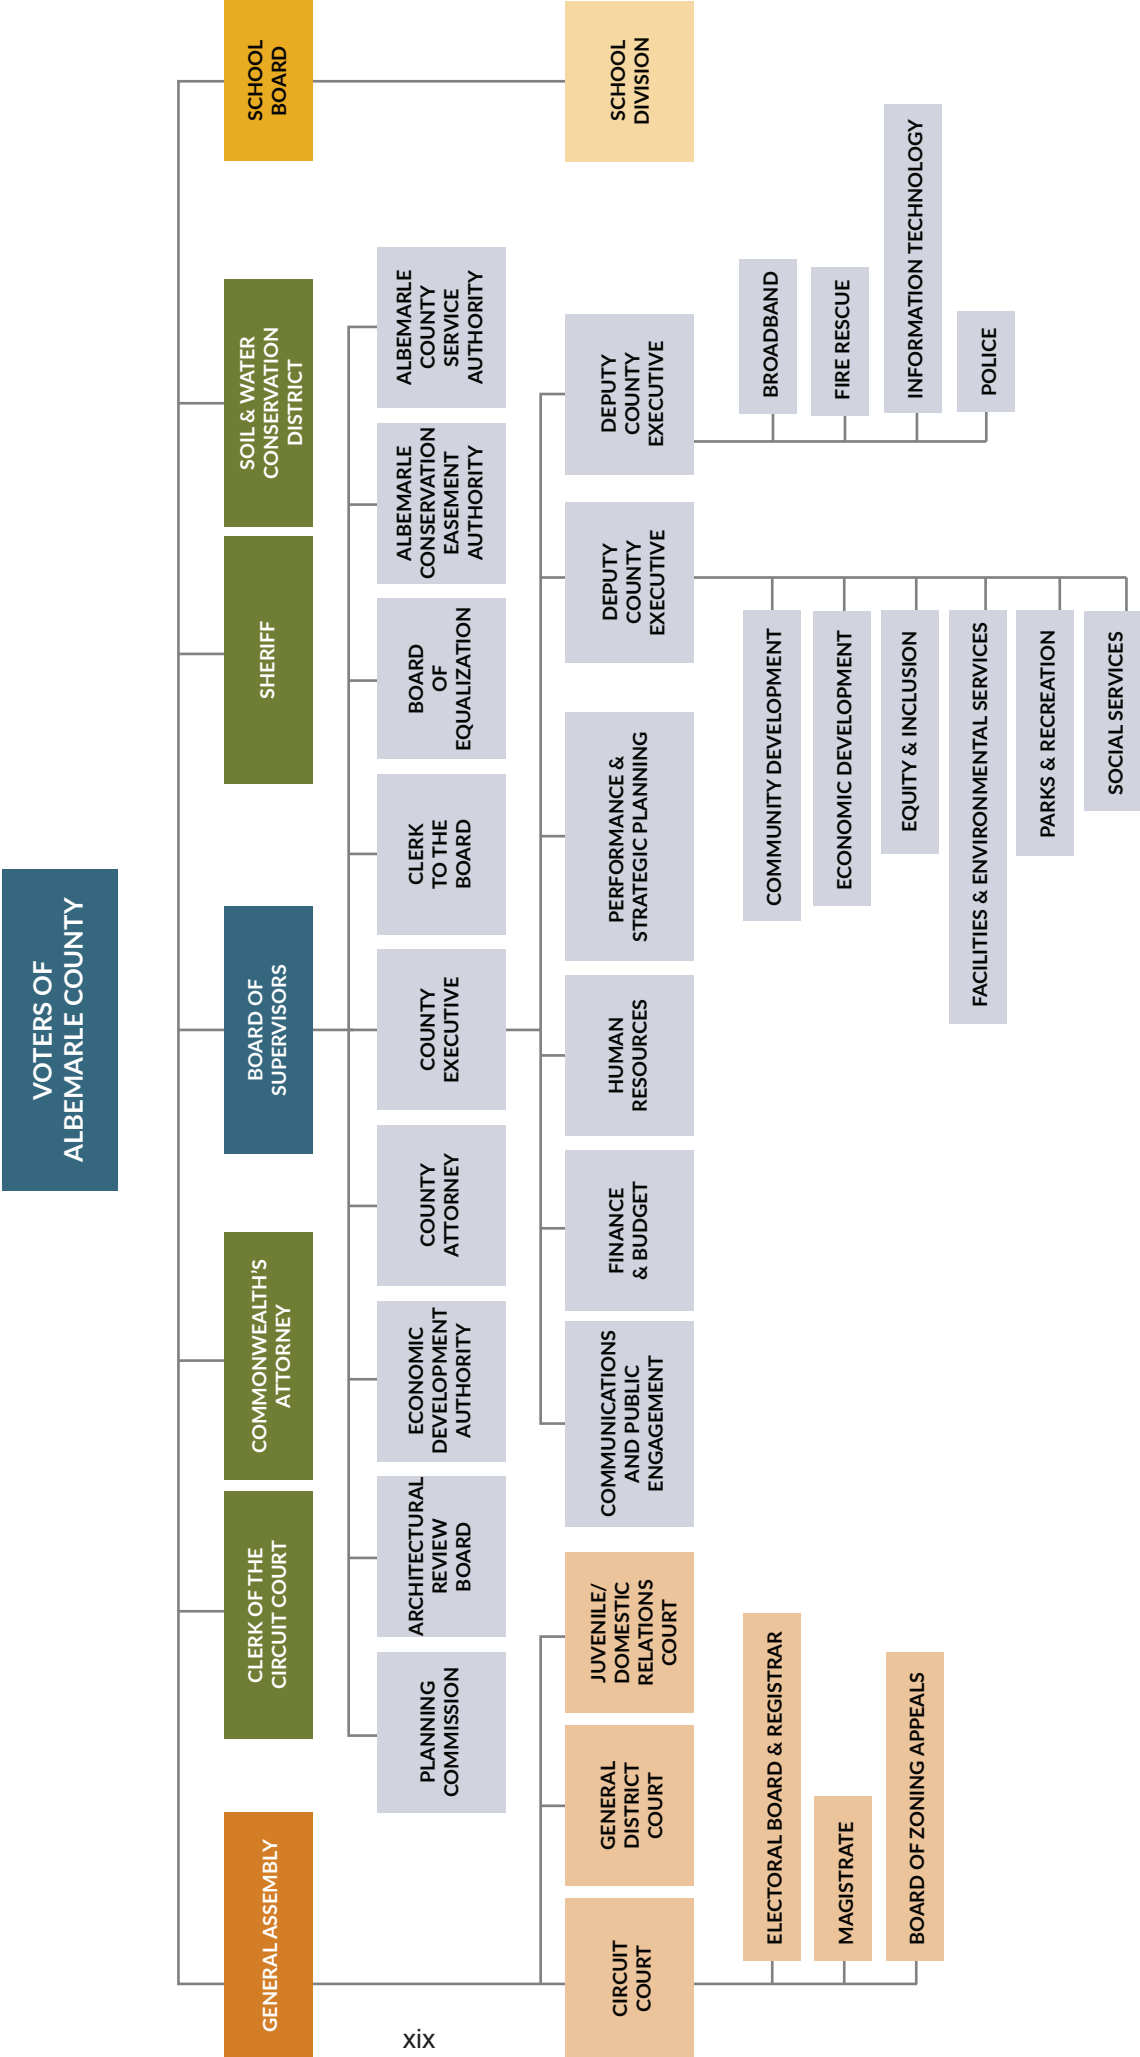 VOTERS OF
ALBEMARLE COUNTY
GENERAL ASSEMBLY
CLERK OF THE
CIRCUIT COURT
COMMONWEALTH'S
ATTORNEY
BOARD OF
SUPERVISORS
SHERIFF
SOIL & WATER
CONSERVATION
DISTRICT
SCHOOL
BOARD
PLANNING
COMMISSION
ARCHITECTURAL
REVIEW
BOARD
ECONOMIC
DEVELOPMENT
AUTHORITY
COUNTY
ATTORNEY
COUNTY
EXECUTIVE
CLERK
TO THE
BOARD
BOARD
OF
EQUALIZATION
ALBEMARLE
CONSERVATION
EASEMENT
AUTHORITY
ALBEMARLE
COUNTY
SERVICE
AUTHORITY
CIRCUIT
COURT
GENERAL
DISTRICT
COURT
JUVENILE/
DOMESTIC
RELATIONS
COURT
COMMUNICATIONS
AND PUBLIC
ENGAGEMENT
FINANCE
& BUDGET
HUMAN
RESOURCES
PERFORMANCE &
STRATEGIC PLANNING
DEPUTY
COUNTY
EXECUTIVE
DEPUTY
COUNTY
EXECUTIVE
SCHOOL
DIVISION
ELECTORAL BOARD & REGISTRAR
MAGISTRATE
BOARD OF ZONING APPEALS
COMMUNITY DEVELOPMENT
ECONOMIC DEVELOPMENT
EQUITY & INCLUSION
FACILITIES & ENVIRONMENTAL SERVICES
PARKS & RECREATION
SOCIAL SERVICES
BROADBAND
FIRE RESCUE
INFORMATION TECHNOLOGY
POLICE
xix